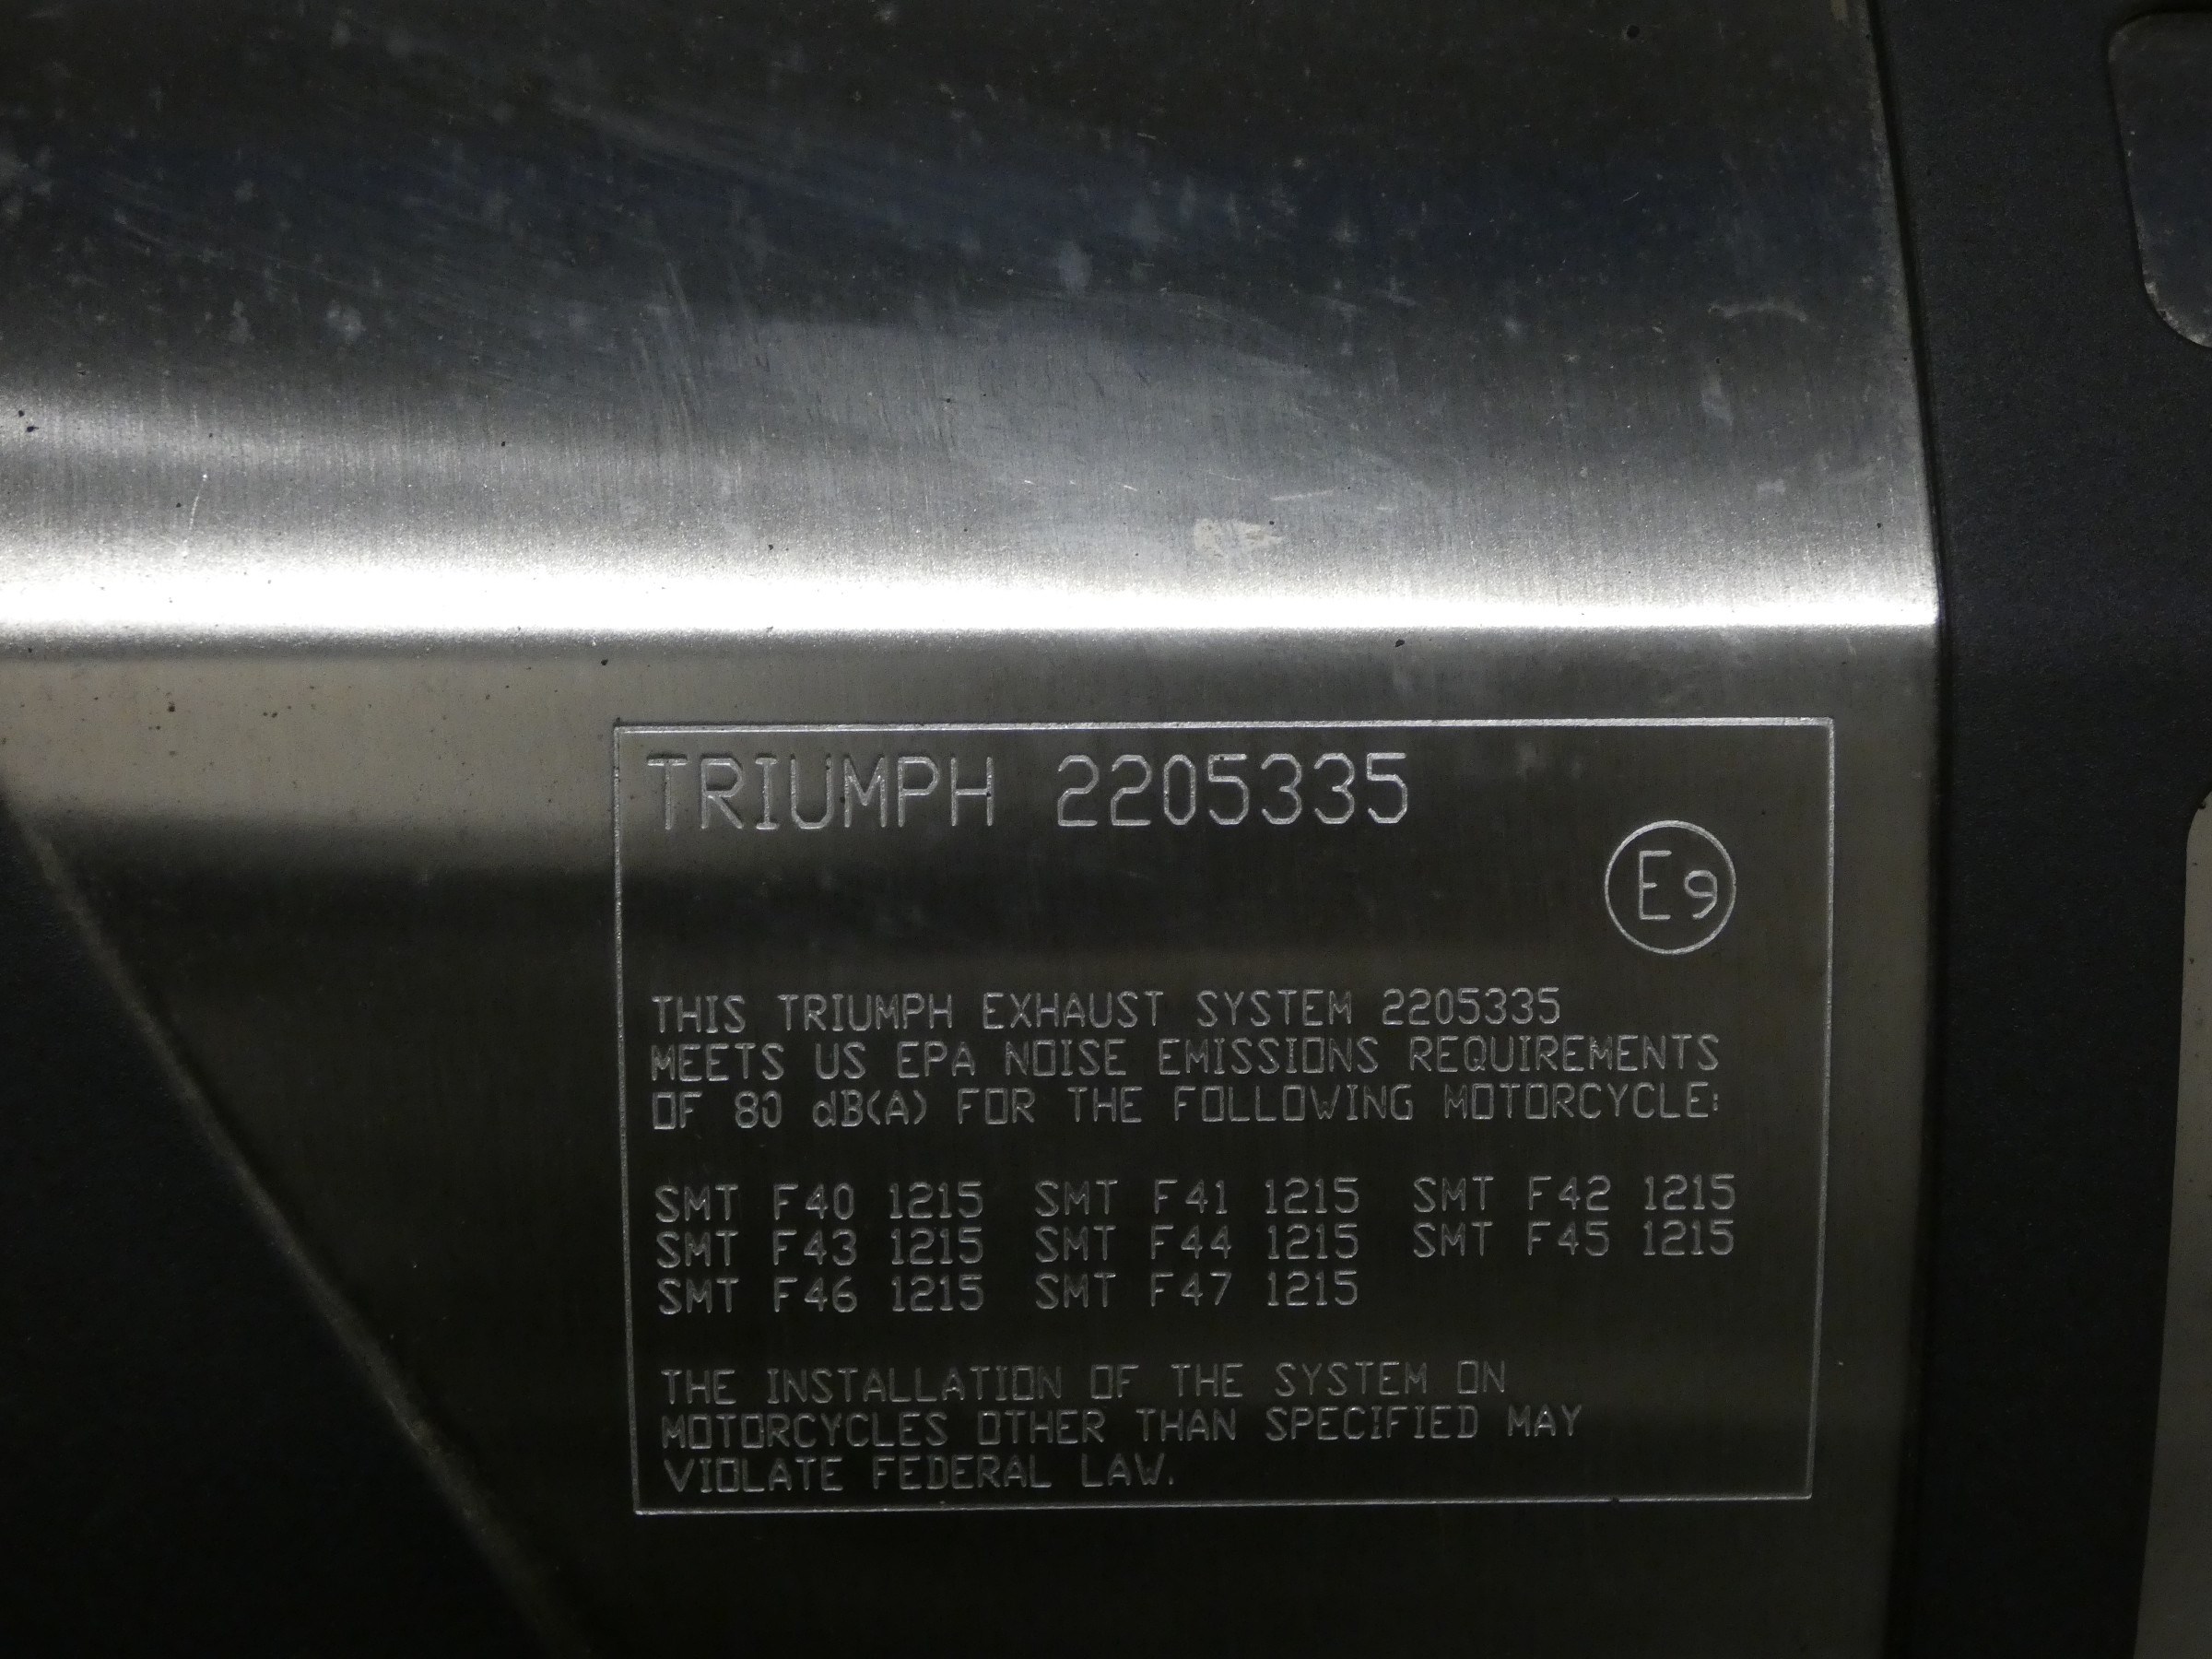 TRIUMPH 2205335
E9
THIS TRIUMPH EXHAUST SYSTEM 2205335
MEETS US EPA NOISE EMISSIONS REQUIREMENTS
OF 80 dB(A) FOR THE FOLLOWING MOTORCYCLE:
SMT F40 1215 SMT F41 1215 SMT F42 1215
SMT F43 1215 SMT F44 1215 SMT F45 1215
SMT F46 1215 SMT F47 1215
THE INSTALLATION OF THE SYSTEM ON
MOTORCYCLES OTHER THAN SPECIFIED MAY
VIOLATE FEDERAL LAW.